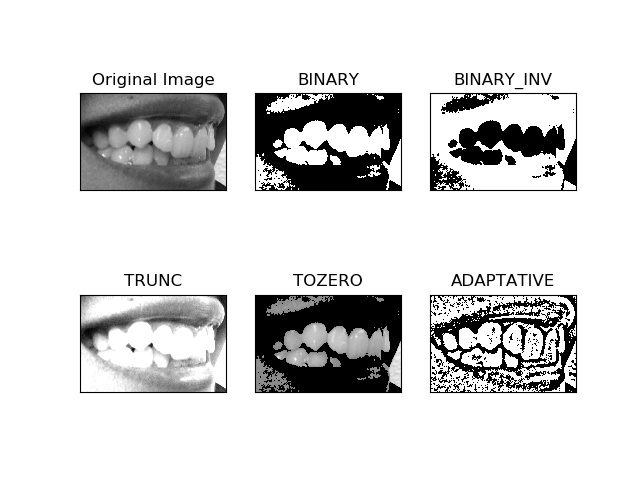 Original Image
BINARY
BINARY_INV
TRUNC
TOZERO
ADAPTATIVE